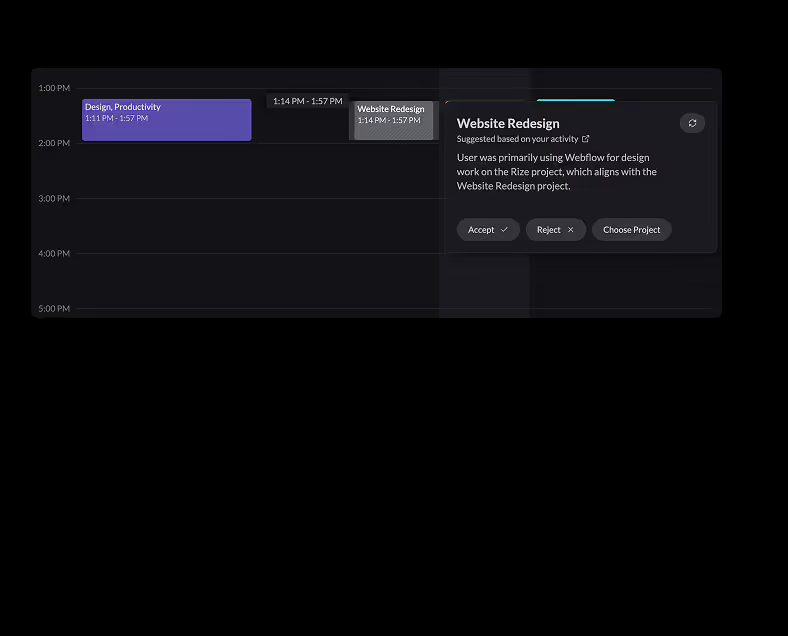 1:00 PM
Design, Productivity
1:11 PM - 1:57 PM
1:14 PM - 1:57 PM
Website Redesign
1:14 PM - 1:57 PM
2:00 PM
3:00 PM
4:00 PM
5:00 PM
Website Redesign
Suggested based on your activity
User was primarily using Webflow for design
work on the Rize project, which aligns with the
Website Redesign project.
Accept
Reject
Choose Project